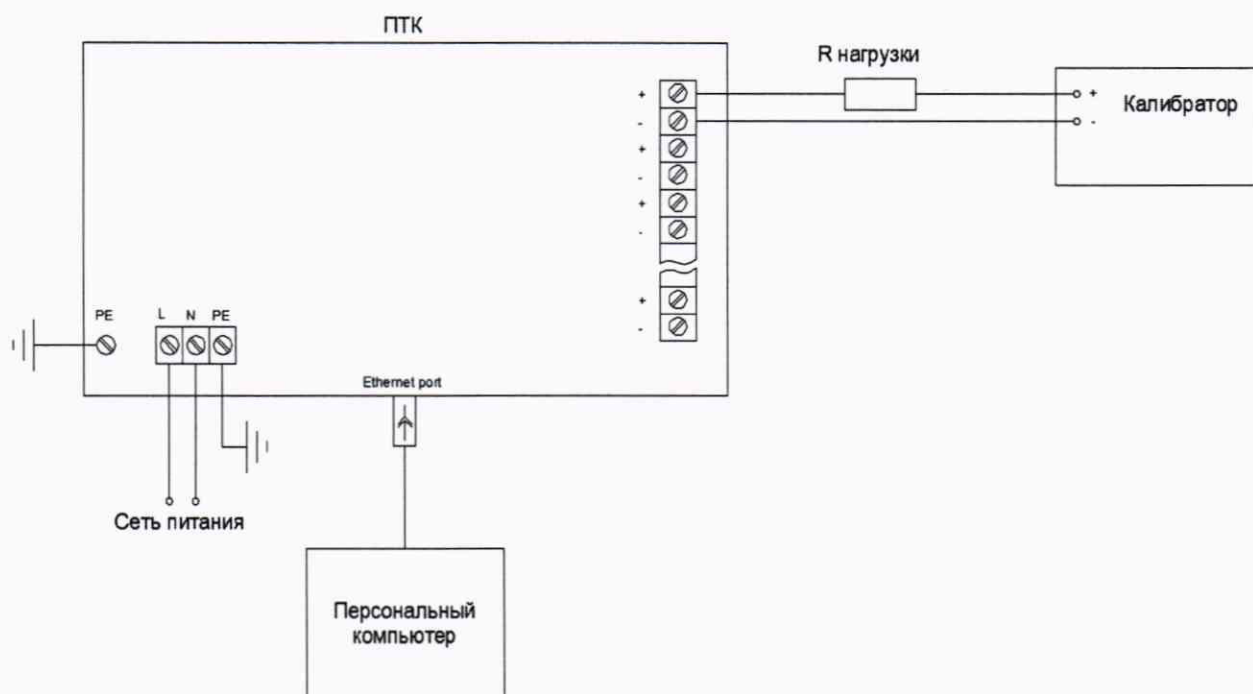 ПТК
R нагрузки
+
+
Калибратор
-
-
+
-
+
-
+
-
PE
L N PE
Ethernet port
Сеть питания
Персональный
компьютер